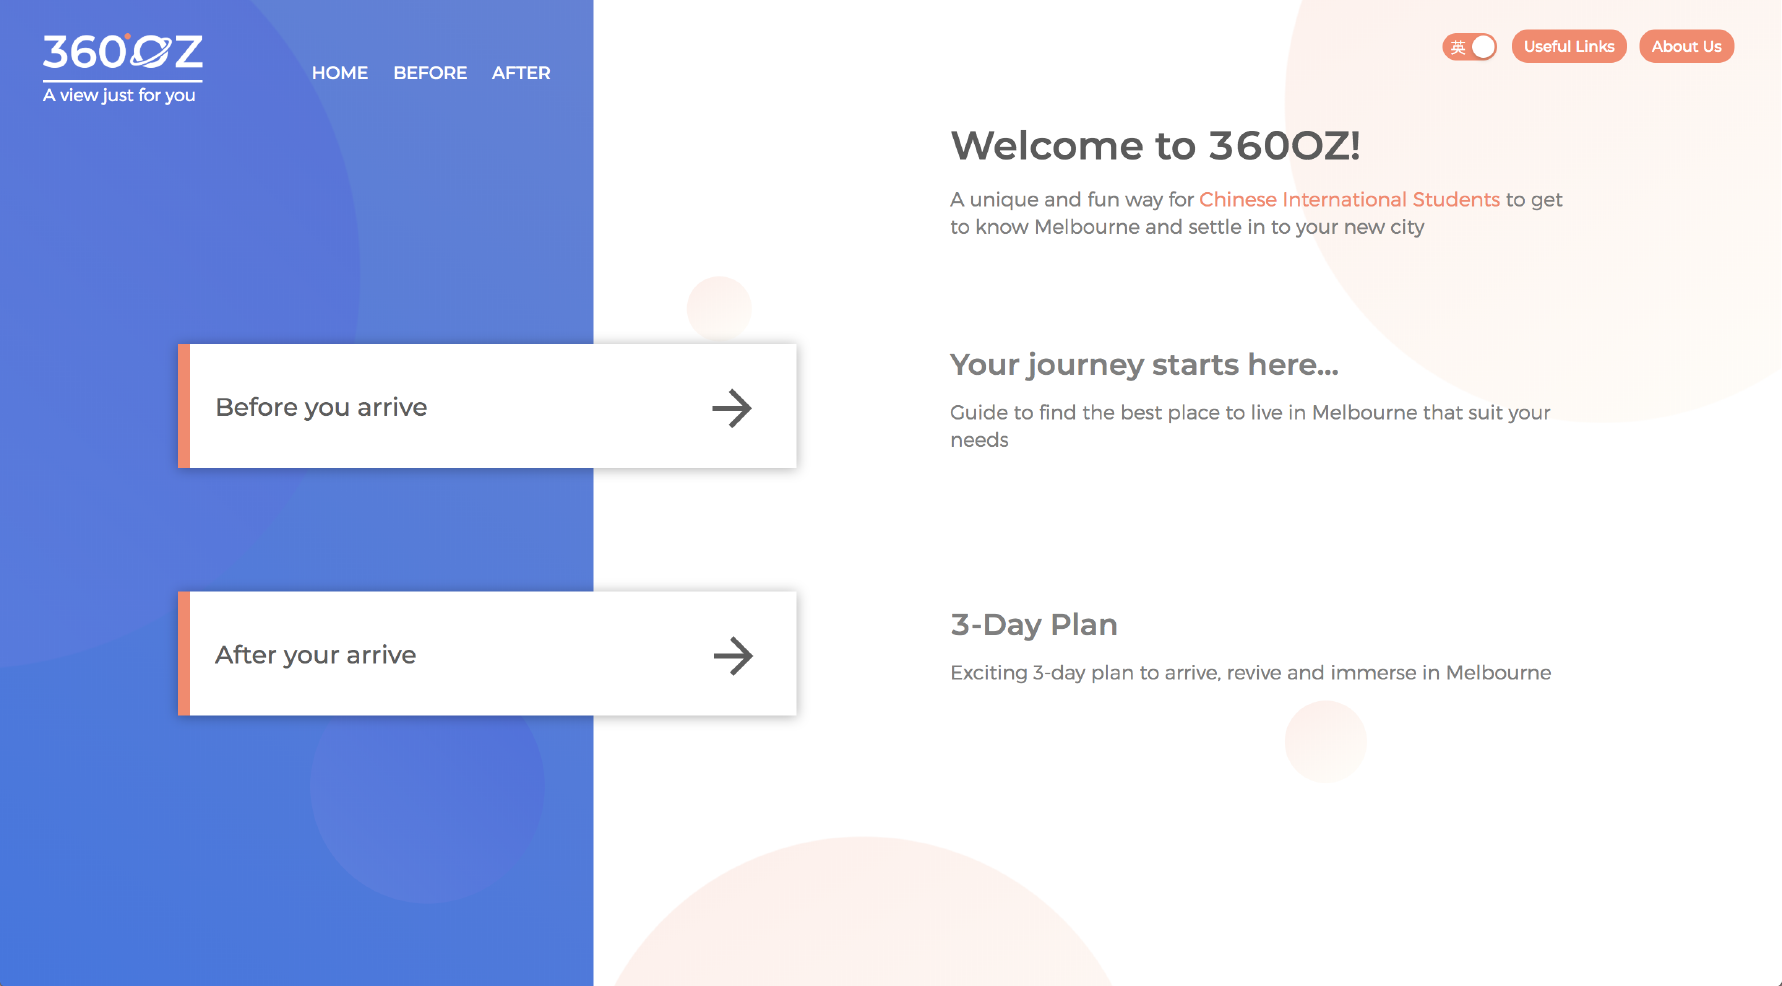 360°OZ
A view just for you
HOME BEFORE AFTER
英 Useful Links About Us
Welcome to 360OZ!
A unique and fun way for Chinese International Students to get
to know Melbourne and settle in to your new city
Before you arrive
Your journey starts here...
Guide to find the best place to live in Melbourne that suit your
needs
After your arrive
3-Day Plan
Exciting 3-day plan to arrive, revive and immerse in Melbourne